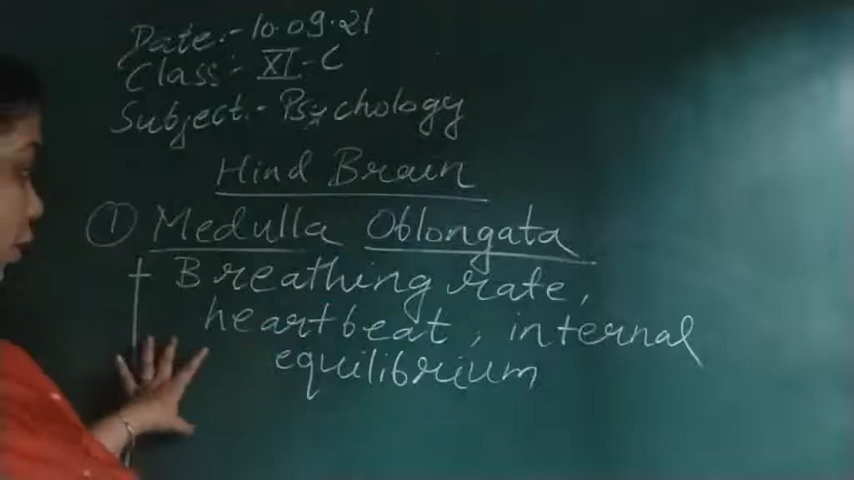 Date:- 10.09.21
Class:- XI-C
Subject:- Psychology
Hind Brain
① Medulla Oblongata
Breathing rate,
heartbeat, internal
equilibrium